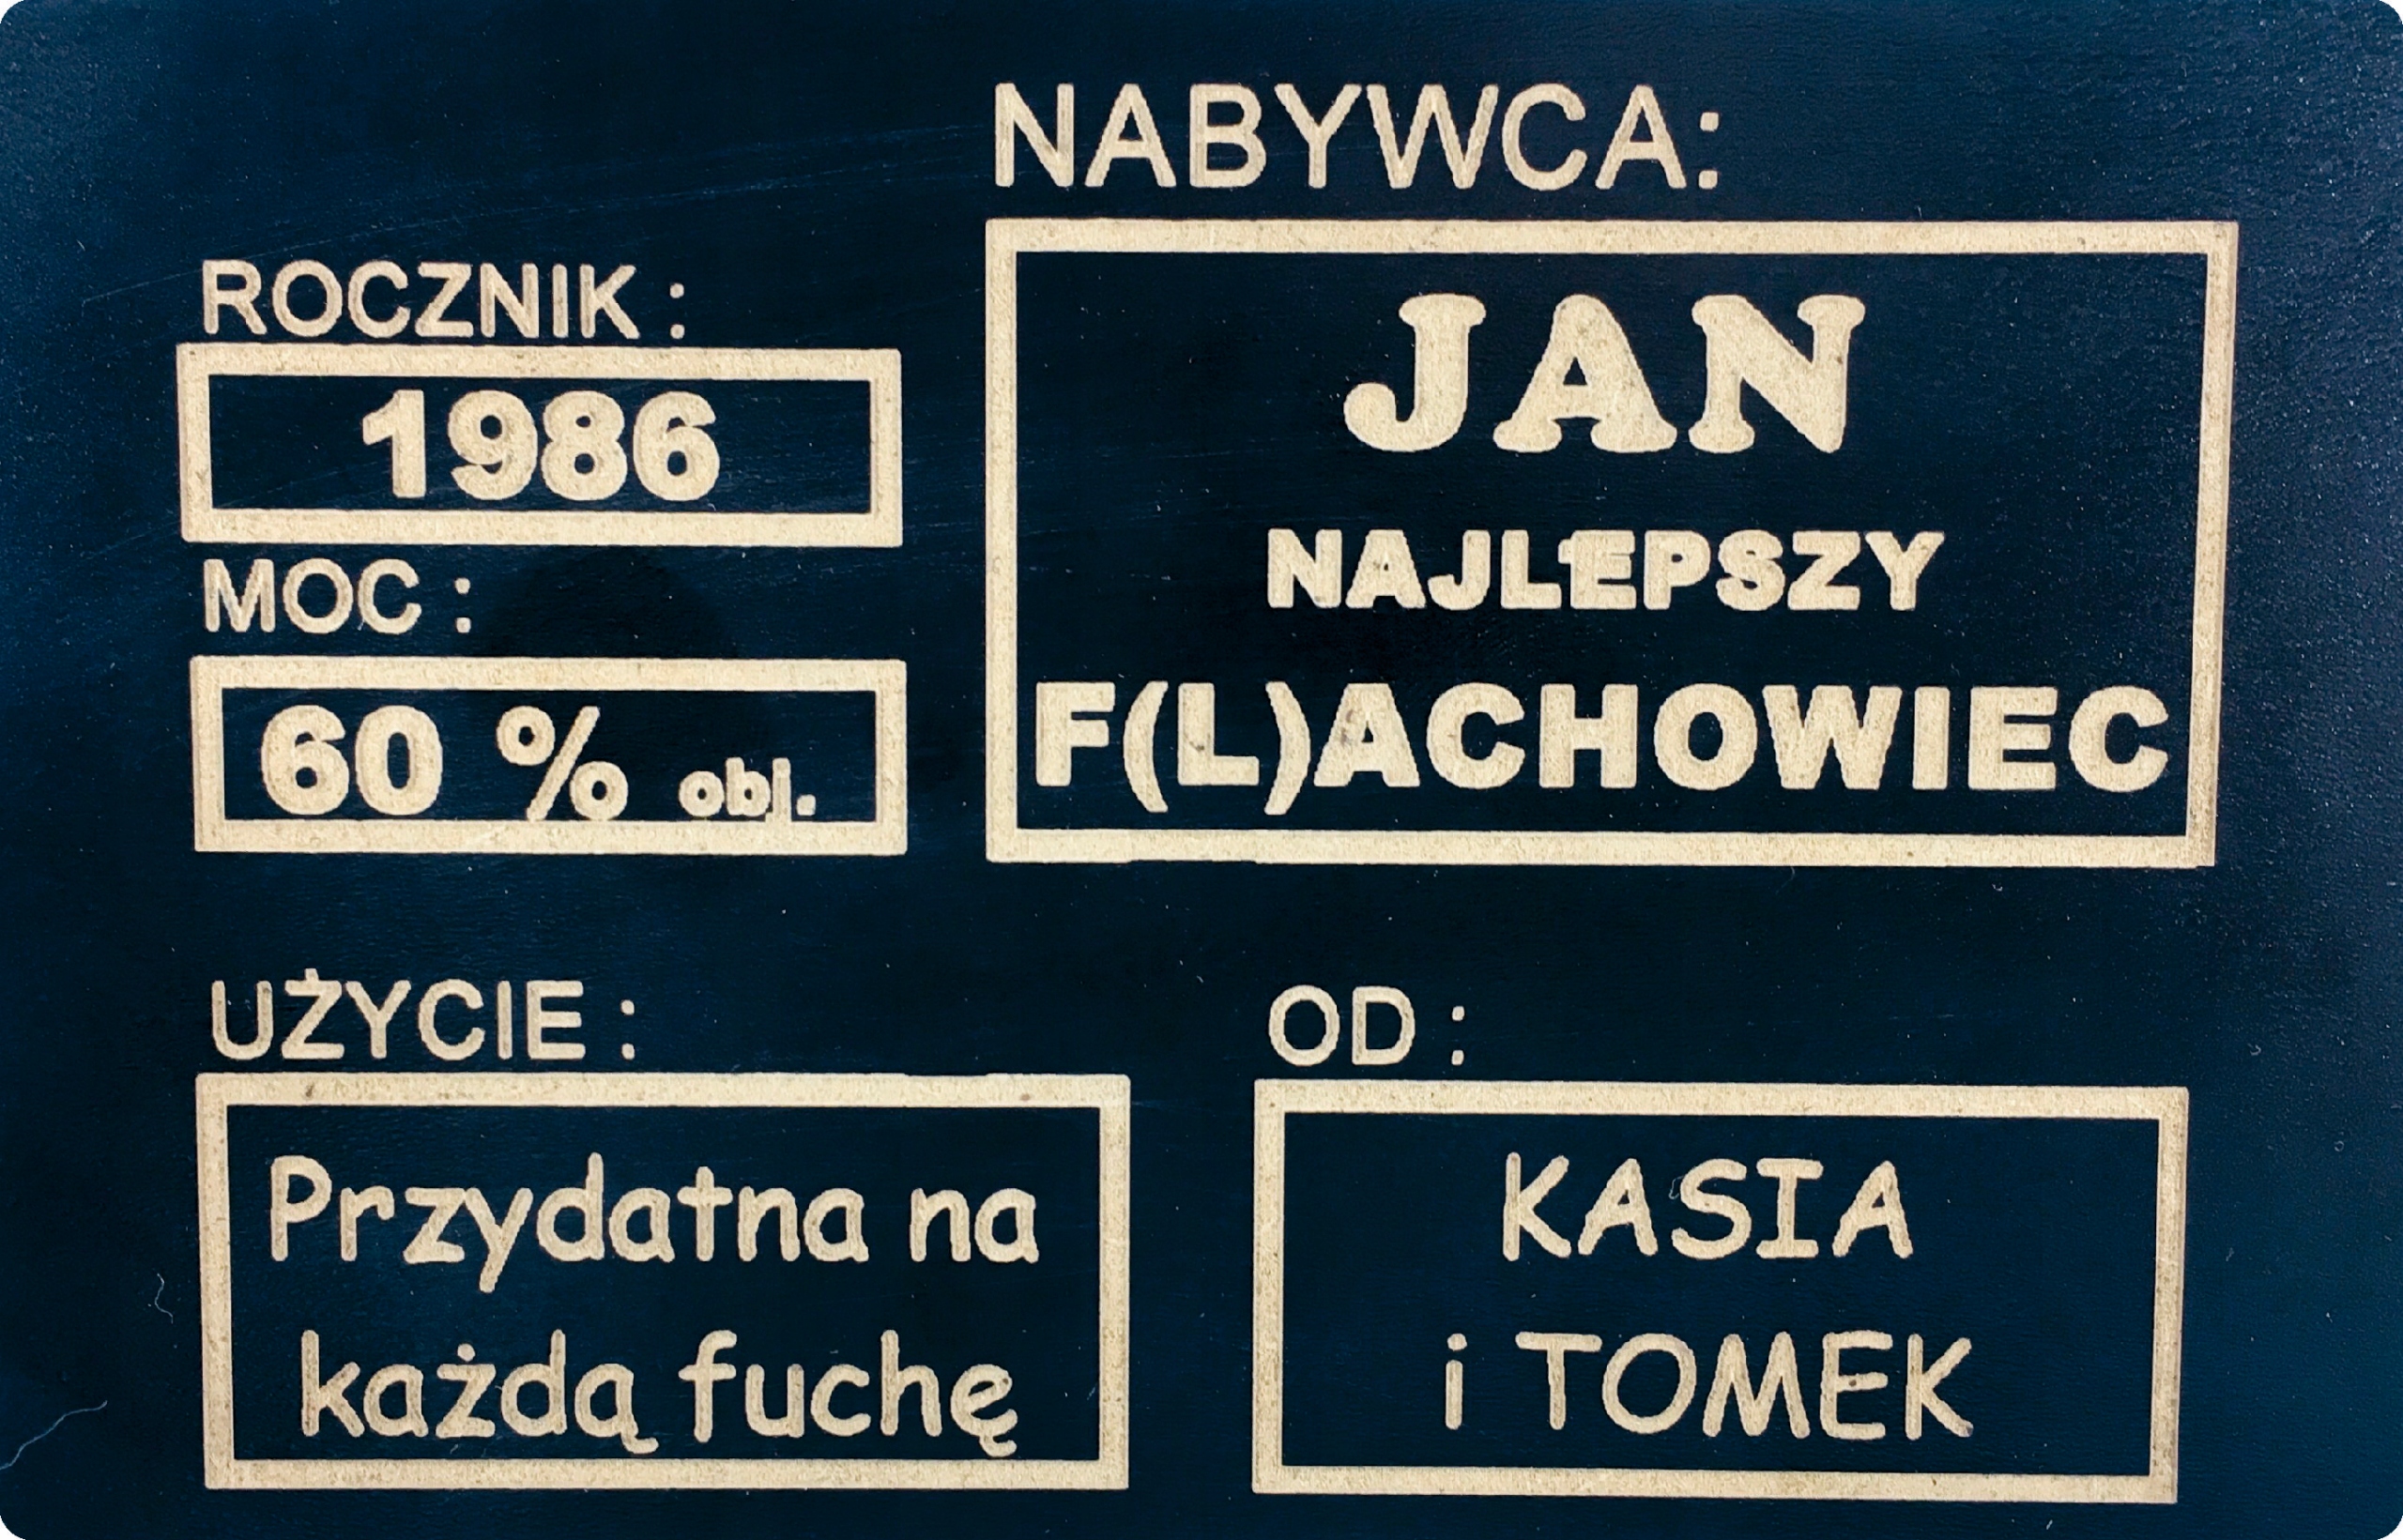 NABYWCA:
JAN
NAJLEPSZY
F(L)ACHOWIEC
ROCZNIK :
1986
MOC :
60 % obj.
UŻYCIE :
Przydatna na
każdą fuchę
OD :
KASIA
i TOMEK